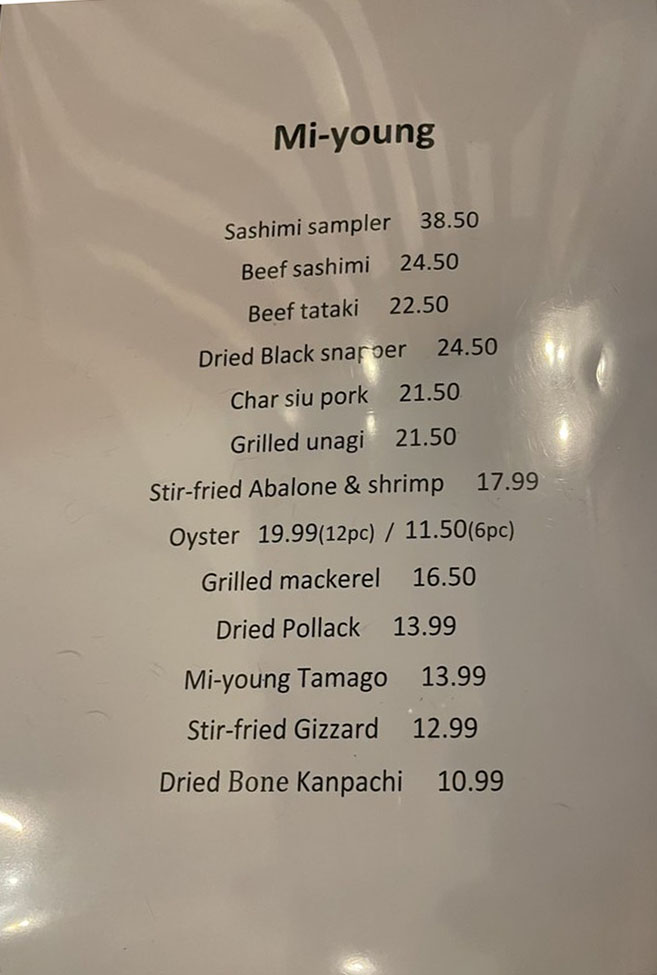 Mi-young
Sashimi sampler 38.50
Beef sashimi 24.50
Beef tataki 22.50
Dried Black snapper 24.50
Char siu pork 21.50
Grilled unagi 21.50
Stir-fried Abalone & shrimp 17.99
Oyster 19.99(12pc) / 11.50(6pc)
Grilled mackerel 16.50
Dried Pollack 13.99
Mi-young Tamago 13.99
Stir-fried Gizzard 12.99
Dried Bone Kanpachi 10.99